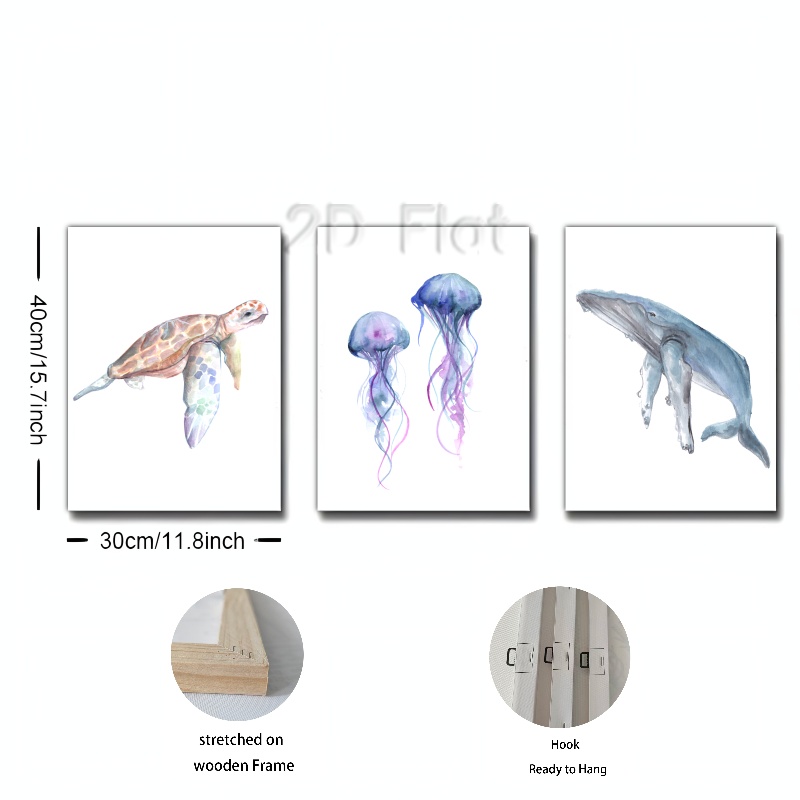 2D Flat
40cm/15.7inch
30cm/11.8inch
stretched on
wooden Frame
Hook
Ready to Hang